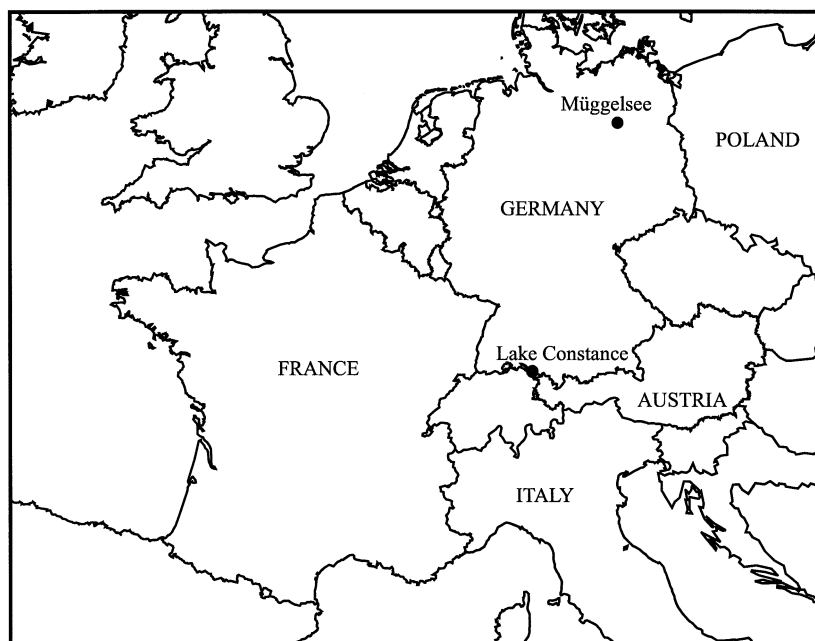 Müggelsee
POLAND
GERMANY
Lake Constance
FRANCE
AUSTRIA
ITALY